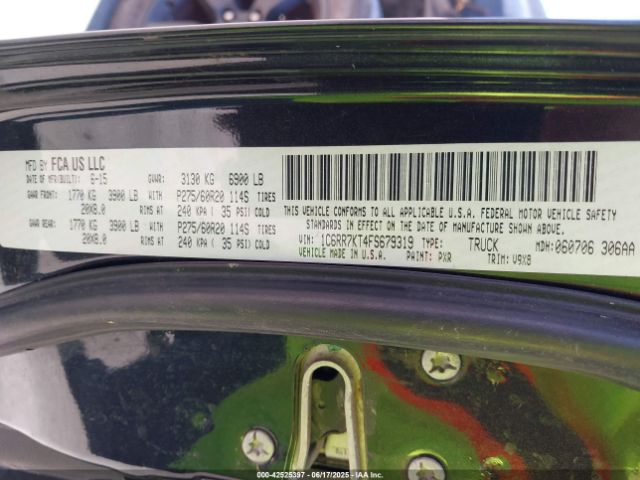 MFD BY FCA US LLC
DATE OF MFR(BUILT): 6-15 GVWR: 3130 KG 6900 LB
GAWR FRONT: 1770 KG 3900 LB WITH P275/60R20 114S TIRES
20X8.0 RIMS AT 240 KPA ( 35 PSI) COLD
GAWR REAR: 1770 KG 3900 LB WITH P275/60R20 114S TIRES
20X8.0 RIMS AT 240 KPA ( 35 PSI) COLD
THIS VEHICLE CONFORMS TO ALL APPLICABLE U.S.A. FEDERAL MOTOR VEHICLE SAFETY
STANDARDS IN EFFECT ON THE DATE OF MANUFACTURE SHOWN ABOVE
VIN: 1C6RR7KT4FS679319 TYPE: TRUCK MDH: 060706 306AA
VEHICLE MADE IN U.S.A. PAINT: PXR TRIM: V9X8
000-42525397 - 06/17/2025 - IAA Inc.